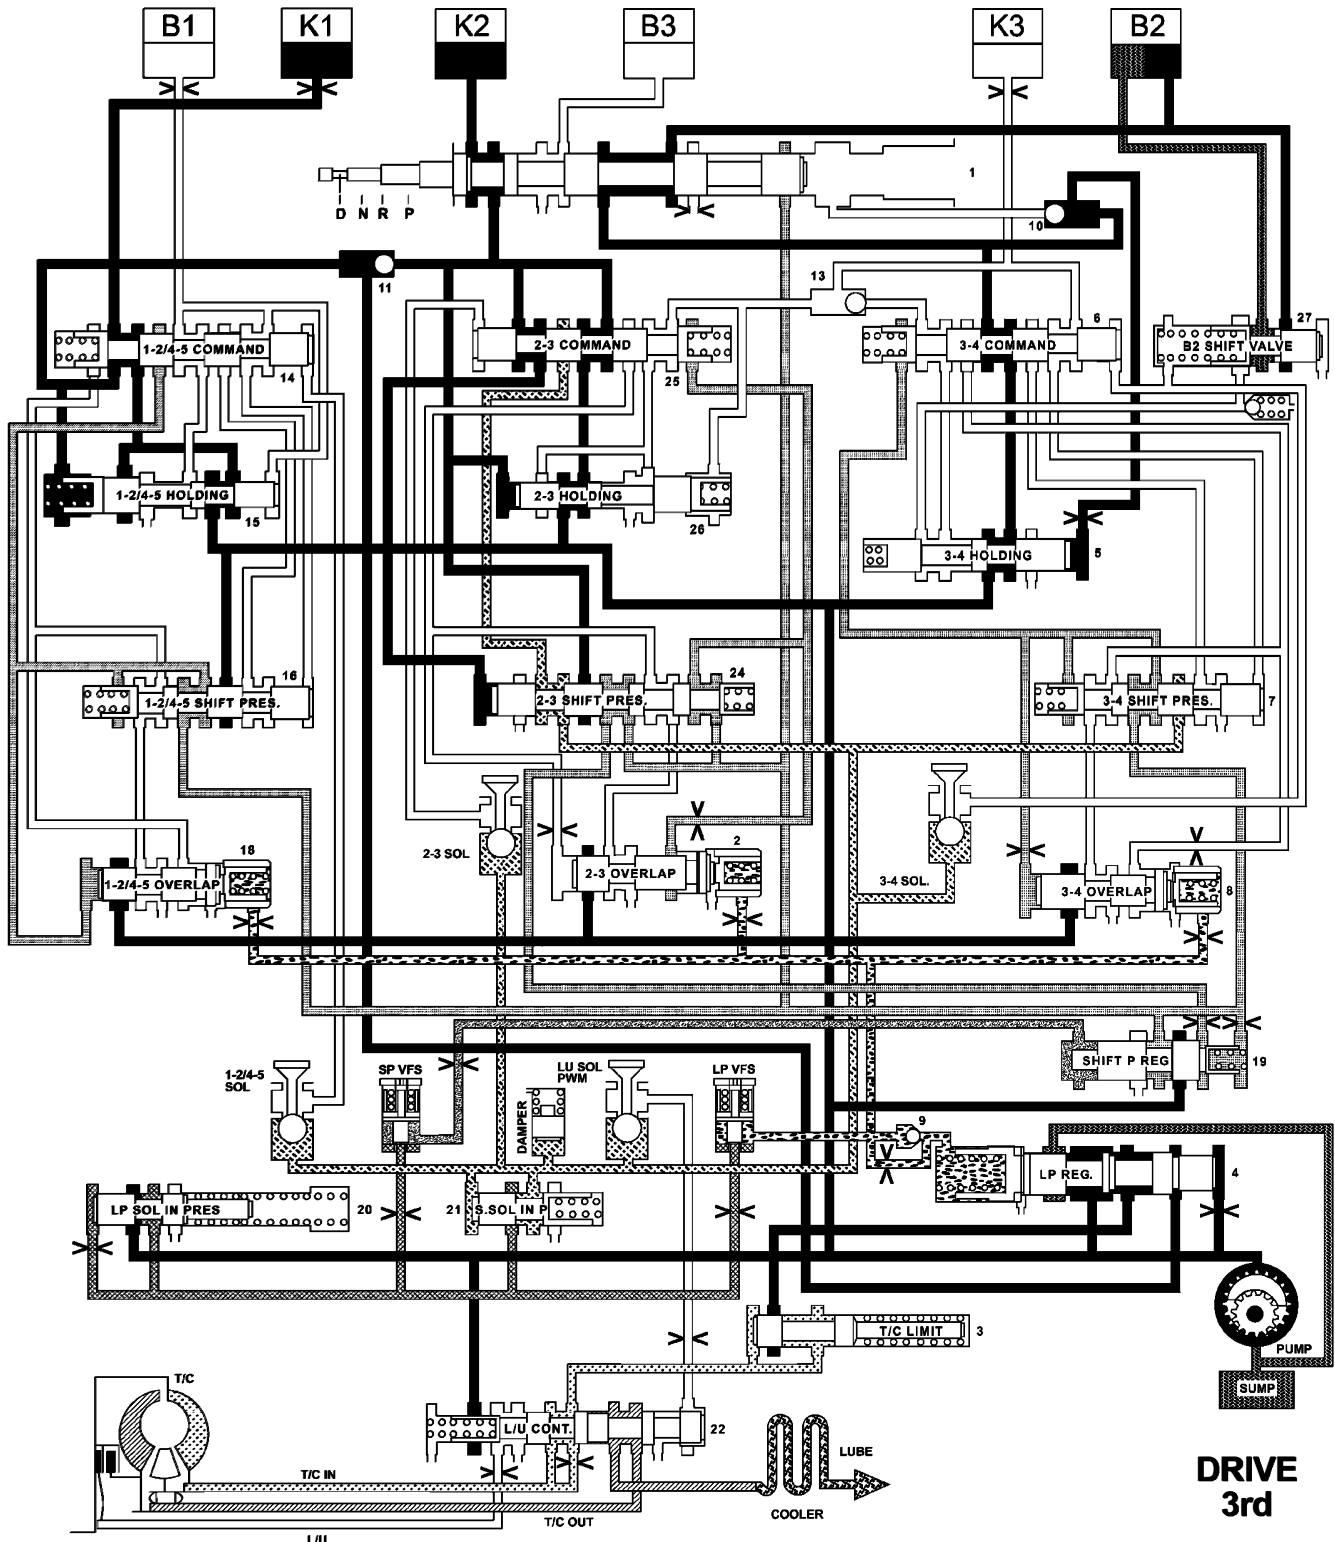 B1 K1 K2 B3 K3 B2
1
D N R P
10
11
13
6
27
1-2/4-5 COMMAND
2-3 COMMAND
3-4 COMMAND
B2 SHIFT VALVE
14
25
1-2/4-5 HOLDING
2-3 HOLDING
15
26
3-4 HOLDING
5
16
24
1-2/4-5 SHIFT PRES.
2-3 SHIFT PRES.
3-4 SHIFT PRES.
7
2-3 SOL
18
2
3-4 SOL.
1-2/4-5 OVERLAP
2-3 OVERLAP
3-4 OVERLAP
8
SHIFT P REG
19
1-2/4-5
SOL
SP VFS
LU SOL
PWM
LP VFS
DAMPER
9
LP REG.
4
LP SOL IN PRES
20
21
S.SOL IN P
T/C LIMIT
3
PUMP
SUMP
T/C
L/U CONT.
22
LUBE
T/C IN
COOLER
T/C OUT
L/U
DRIVE
3rd